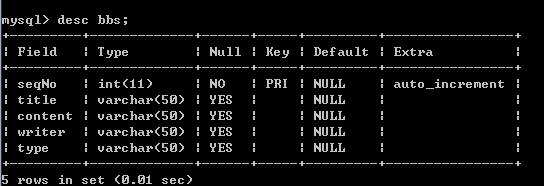 mysql> desc bbs;
+---------+-------------+------+-----+---------+----------------+
| Field   | Type        | Null | Key | Default | Extra          |
+---------+-------------+------+-----+---------+----------------+
| seqNo   | int(11)     | NO   | PRI | NULL    | auto_increment |
| title   | varchar(50) | YES  |     | NULL    |                |
| content | varchar(50) | YES  |     | NULL    |                |
| writer  | varchar(50) | YES  |     | NULL    |                |
| type    | varchar(50) | YES  |     | NULL    |                |
+---------+-------------+------+-----+---------+----------------+
5 rows in set (0.01 sec)